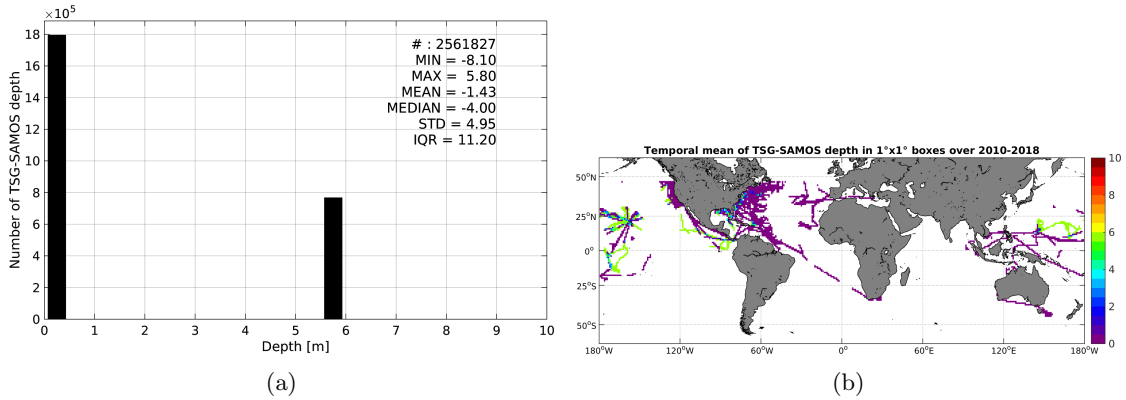 ×10⁵
18
16
14
12
10
8
6
4
2
0
Number of TSG-SAMOS depth
# : 2561827
MIN = -8.10
MAX = 5.80
MEAN = -1.43
MEDIAN = -4.00
STD = 4.95
IQR = 11.20
0 1 2 3 4 5 6 7 8 9 10
Depth [m]
(a)
Temporal mean of TSG-SAMOS depth in 1°x1° boxes over 2010-2018
50°N
25°N
0°
25°S
50°S
180°W 120°W 60°W 0° 60°E 120°E 180°W
10
8
6
4
2
0
(b)